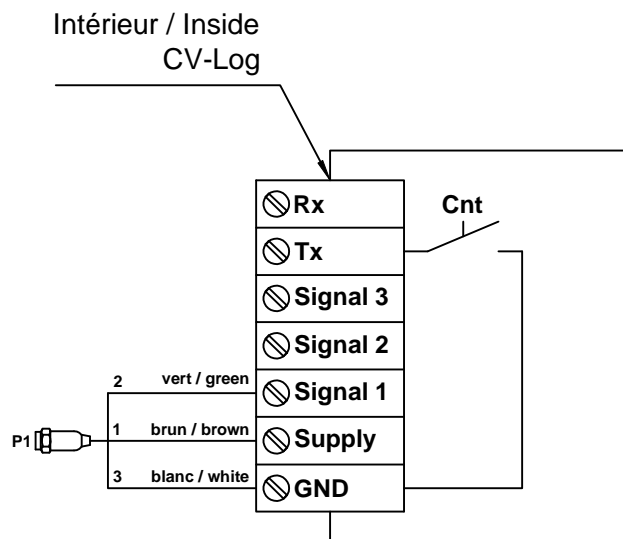 Intérieur / Inside
CV-Log
Rx
Cnt
Tx
Signal 3
Signal 2
2 vert / green Signal 1
P1 1 brun / brown Supply
3 blanc / white GND